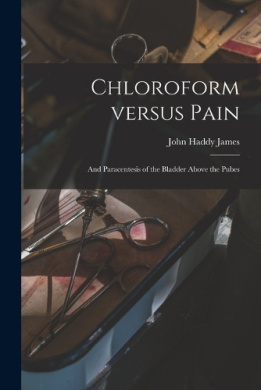 Chloroform
versus Pain
John Haddy James
And Paracentesis of the Bladder Above the Pubes